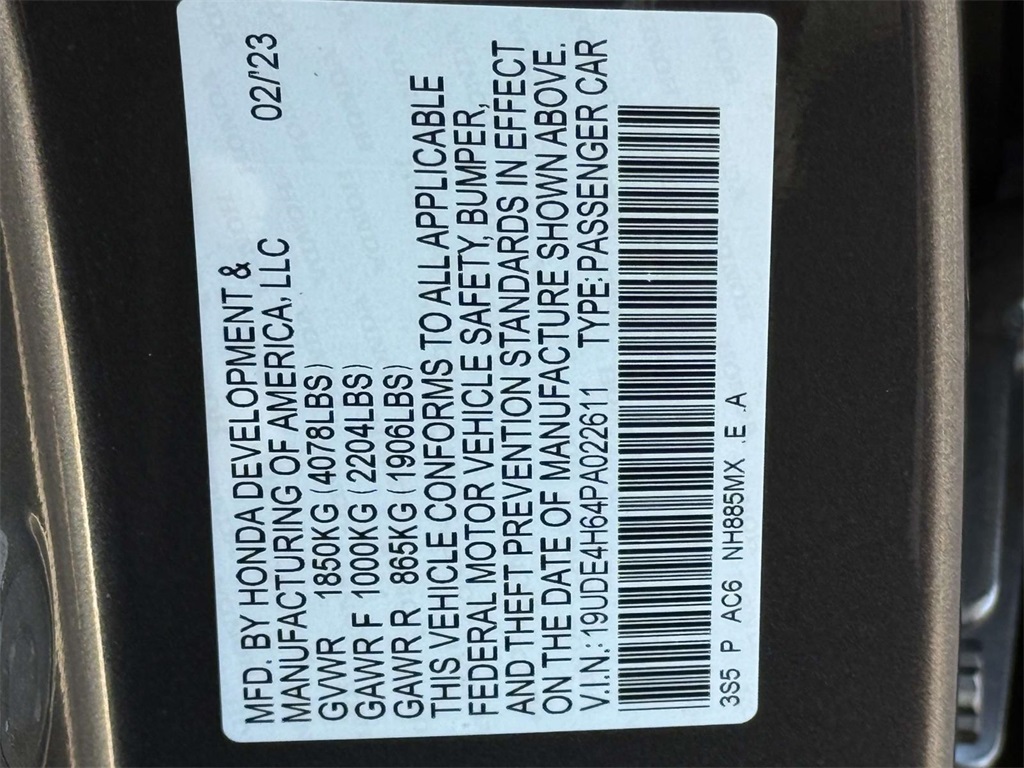 MFD. BY HONDA DEVELOPMENT & 02/'23
MANUFACTURING OF AMERICA, LLC
GVWR 1850KG (4078LBS)
GAWR F 1000KG (2204LBS)
GAWR R 865KG (1906LBS)
THIS VEHICLE CONFORMS TO ALL APPLICABLE
FEDERAL MOTOR VEHICLE SAFETY, BUMPER,
AND THEFT PREVENTION STANDARDS IN EFFECT
ON THE DATE OF MANUFACTURE SHOWN ABOVE.
V.I.N.: 19UDE4H64PA022611 TYPE: PASSENGER CAR
3S5 P AC6 NH885MX .E .A